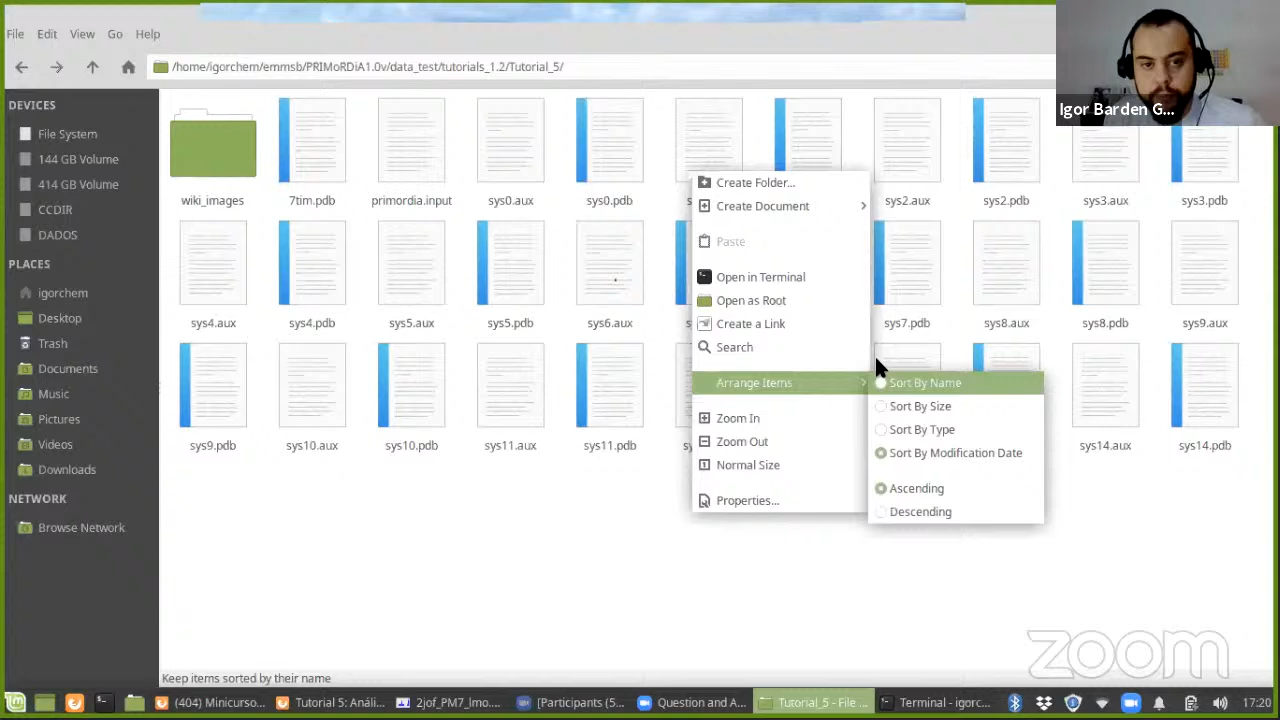 File Edit View Go Help
Igor Barden G...
/home/igorchem/emmsb/PRIMoRDiA1.0v/data_test/tutorials_1.2/Tutorial_5/
DEVICES
File System
144 GB Volume
414 GB Volume
CCDIR
DADOS
PLACES
igorchem
Desktop
Trash
Documents
Music
Pictures
Videos
Downloads
NETWORK
Browse Network
wiki_images 7tim.pdb primordia.input sys0.aux sys0.pdb sys2.aux sys2.pdb sys3.aux sys3.pdb
sys4.aux sys4.pdb sys5.aux sys5.pdb sys6.aux sys7.pdb sys8.aux sys8.pdb sys9.aux
sys9.pdb sys10.aux sys10.pdb sys11.aux sys11.pdb sys14.aux sys14.pdb
Create Folder...
Create Document
Paste
Open in Terminal
Open as Root
Create a Link
Search
Arrange Items
Zoom In
Zoom Out
Normal Size
Properties...
Sort By Name
Sort By Size
Sort By Type
Sort By Modification Date
Ascending
Descending
zoom
Keep items sorted by their name
(404) Minicurso... Tutorial 5: Análi... 2jof_PM7_lmo.... [Participants (5... Question and A... Tutorial_5 - File ... Terminal - igorc... 17:20